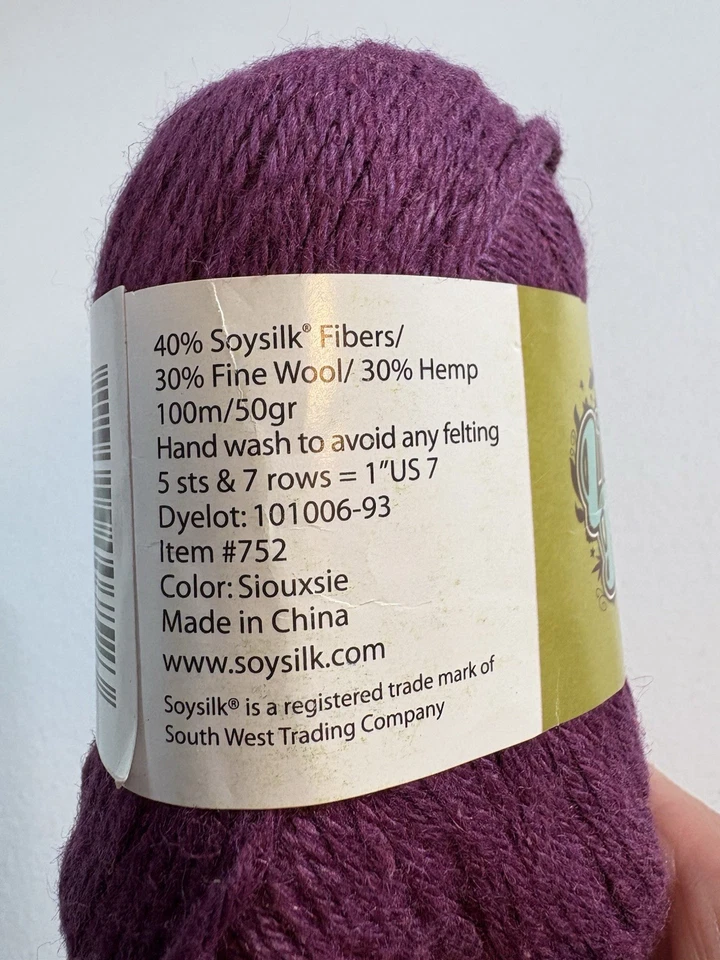 40% Soysilk® Fibers/
30% Fine Wool/ 30% Hemp
100m/50gr
Hand wash to avoid any felting
5 sts & 7 rows = 1" US 7
Dyelot: 101006-93
Item #752
Color: Siouxsie
Made in China
www.soysilk.com
Soysilk® is a registered trade mark of
South West Trading Company